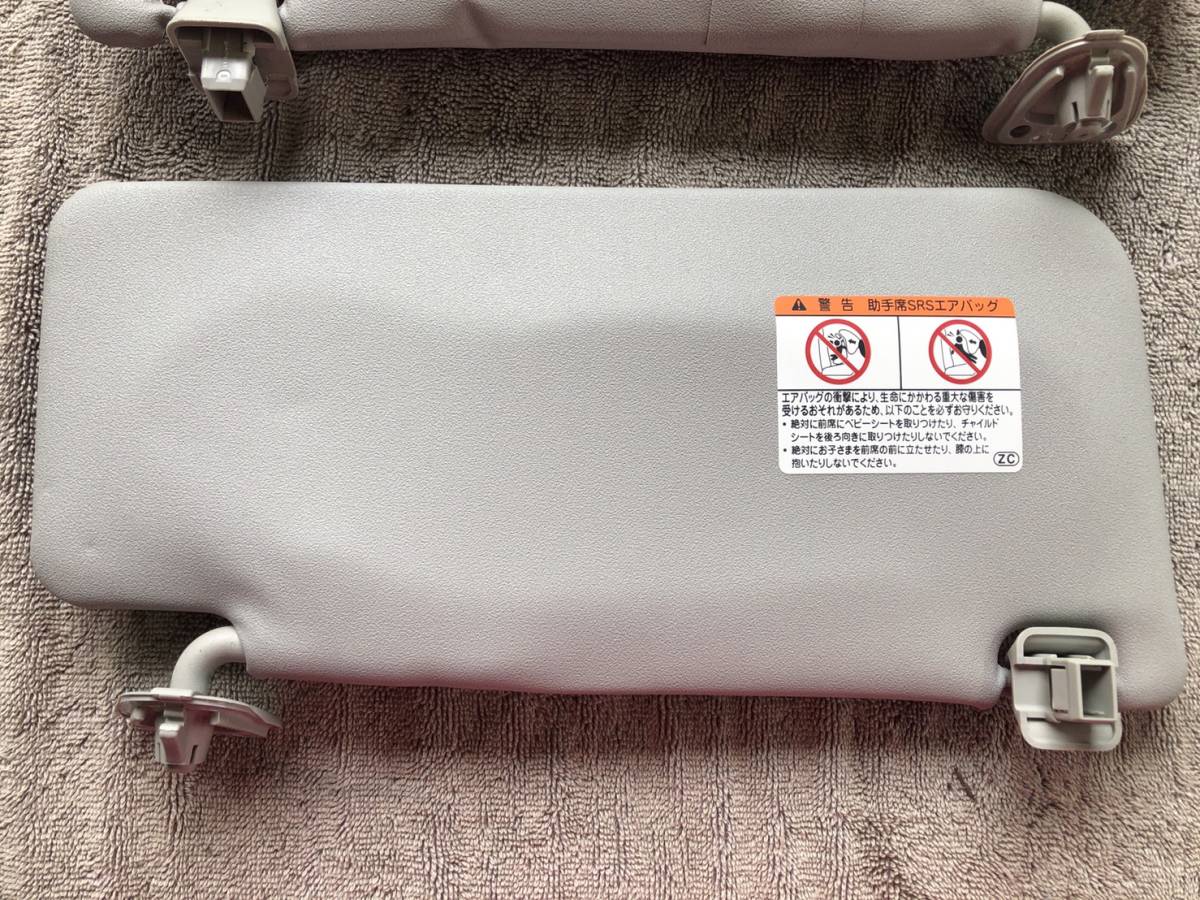 警告 助手席SRSエアバッグ
エアバッグの衝撃により、生命にかかわる重大な傷害を
受けるおそれがあるため、以下のことを必ずお守りください。
・絶対に前席にベビーシートを取りつけたり、チャイルド
シートを後ろ向きに取りつけたりしないでください。
・絶対にお子さまを前席の前に立たせたり、膝の上に
抱いたりしないでください。
ZC